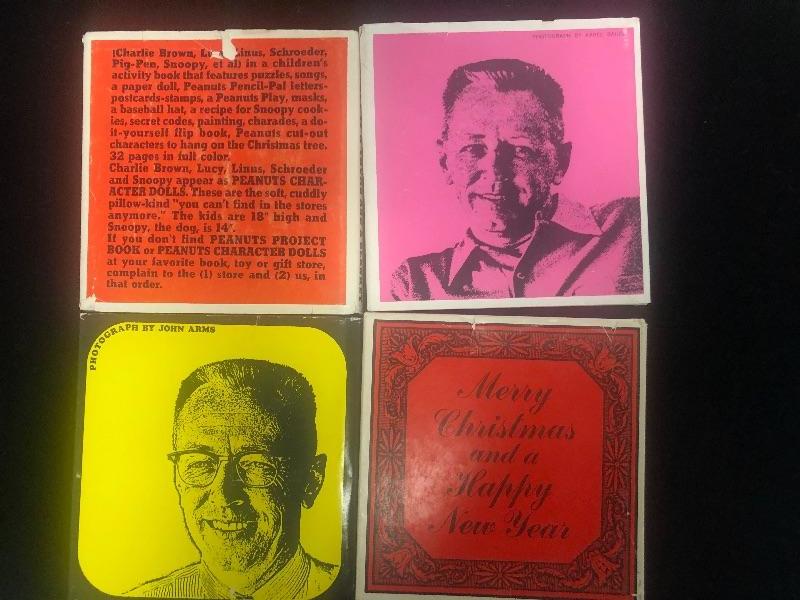 (Charlie Brown, Lucy, Linus, Schroeder,
Pig-Pen, Snoopy, et al) in a children's
activity book that features puzzles, songs,
a paper doll, Peanuts Pencil-Pal letters-
postcards-stamps, a Peanuts Play, masks,
a baseball hat, a recipe for Snoopy cook-
ies, secret codes, painting, charades, a do-
it-yourself flip book, Peanuts cut-out
characters to hang on the Christmas tree.
32 pages in full color.
Charlie Brown, Lucy, Linus, Schroeder
and Snoopy appear as PEANUTS CHAR-
ACTER DOLLS. These are the soft, cuddly
pillow-kind "you can't find in the stores
anymore." The kids are 18" high and
Snoopy, the dog, is 14".
If you don't find PEANUTS PROJECT
BOOK or PEANUTS CHARACTER DOLLS
at your favorite book, toy or gift store,
complain to the (1) store and (2) us, in
that order.
PHOTOGRAPH BY
PHOTOGRAPH BY JOHN ARMS
Merry
Christmas
and a
Happy
New Year